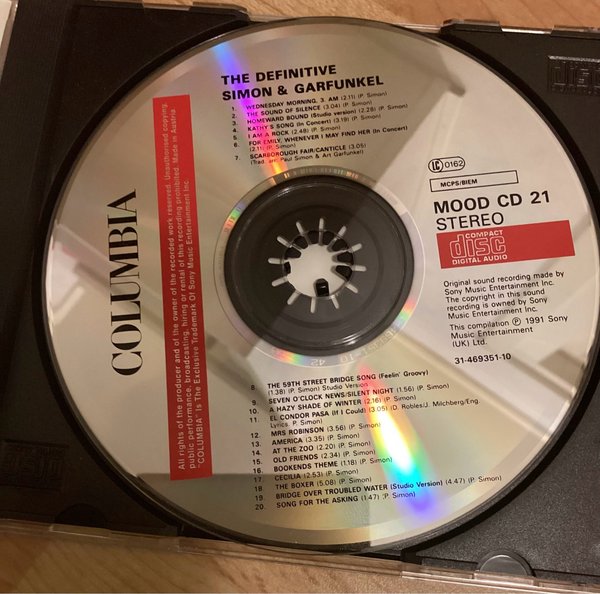 THE DEFINITIVE
SIMON & GARFUNKEL
1. WEDNESDAY MORNING, 3. AM (2.11) (P. Simon)
2. THE SOUND OF SILENCE (3.04) (P. Simon)
3. HOMEWARD BOUND (Studio version) (2.28) (P. Simon)
4. KATHY'S SONG (In Concert) (3.19) (P. Simon)
5. I AM A ROCK (2.48) (P. Simon)
6. FOR EMILY, WHENEVER I MAY FIND HER (In Concert)
(2.11) (P. Simon)
7. SCARBOROUGH FAIR/CANTICLE (3.05)
(Trad. arr. Paul Simon & Art Garfunkel)
All rights of the producer and of the owner of the recorded work reserved. Unauthorised copying,
public performance, broadcasting, hiring or rental of this recording prohibited. Made in Austria.
"COLUMBIA" Is The Exclusive Trademark Of Sony Music Entertainment Inc.
COLUMBIA
LC 0162
MCPS/BIEM
MOOD CD 21
STEREO
COMPACT
disc
DIGITAL AUDIO
Original sound recording made by
Sony Music Entertainment Inc.
The copyright in this sound
recording is owned by Sony
Music Entertainment Inc.
This compilation ℗ 1991 Sony
Music Entertainment
(UK) Ltd.
31-469351-10
8. THE 59TH STREET BRIDGE SONG (Feelin' Groovy)
(1.38) (P. Simon) Studio Version
9. SEVEN O'CLOCK NEWS/SILENT NIGHT (1.56) (P. Simon)
10. A HAZY SHADE OF WINTER (2.16) (P. Simon)
11. EL CONDOR PASA (If I Could) (3.05) (D. Robles/J. Milchberg/Eng.
Lyrics. P. Simon)
12. MRS ROBINSON (3.56) (P. Simon)
13. AMERICA (3.35) (P. Simon)
14. AT THE ZOO (2.20) (P. Simon)
15. OLD FRIENDS (2.34) (P. Simon)
16. BOOKENDS THEME (1.18) (P. Simon)
17. CECILIA (2.53) (P. Simon)
18. THE BOXER (5.08) (P. Simon)
19. BRIDGE OVER TROUBLED WATER (Studio Version) (4.47) (P. Simon)
20. SONG FOR THE ASKING (1.47) (P. Simon)
disc